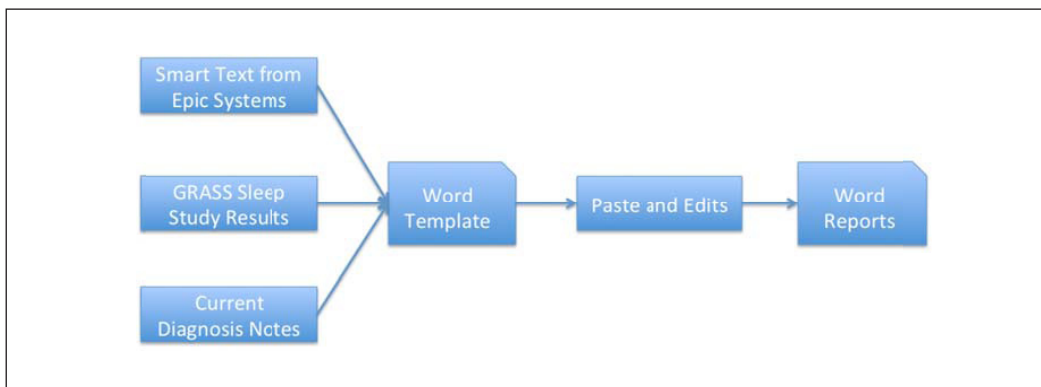 Smart Text from
Epic Systems
GRASS Sleep
Study Results
Current
Diagnosis Notes
Word
Template
Paste and Edits
Word
Reports